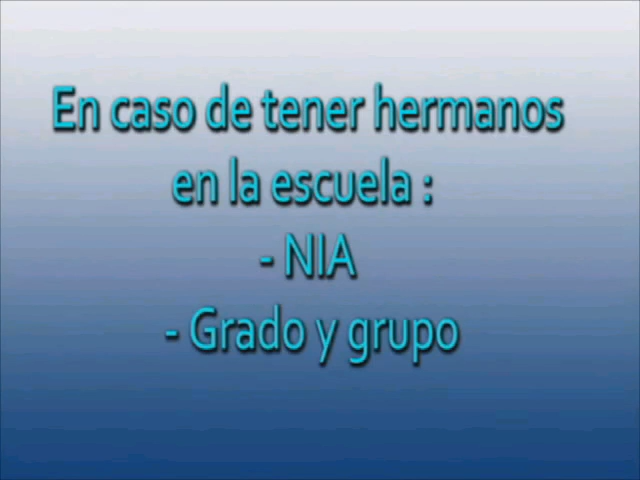 En caso de tener hermanos
en la escuela :
- NIA
- Grado y grupo